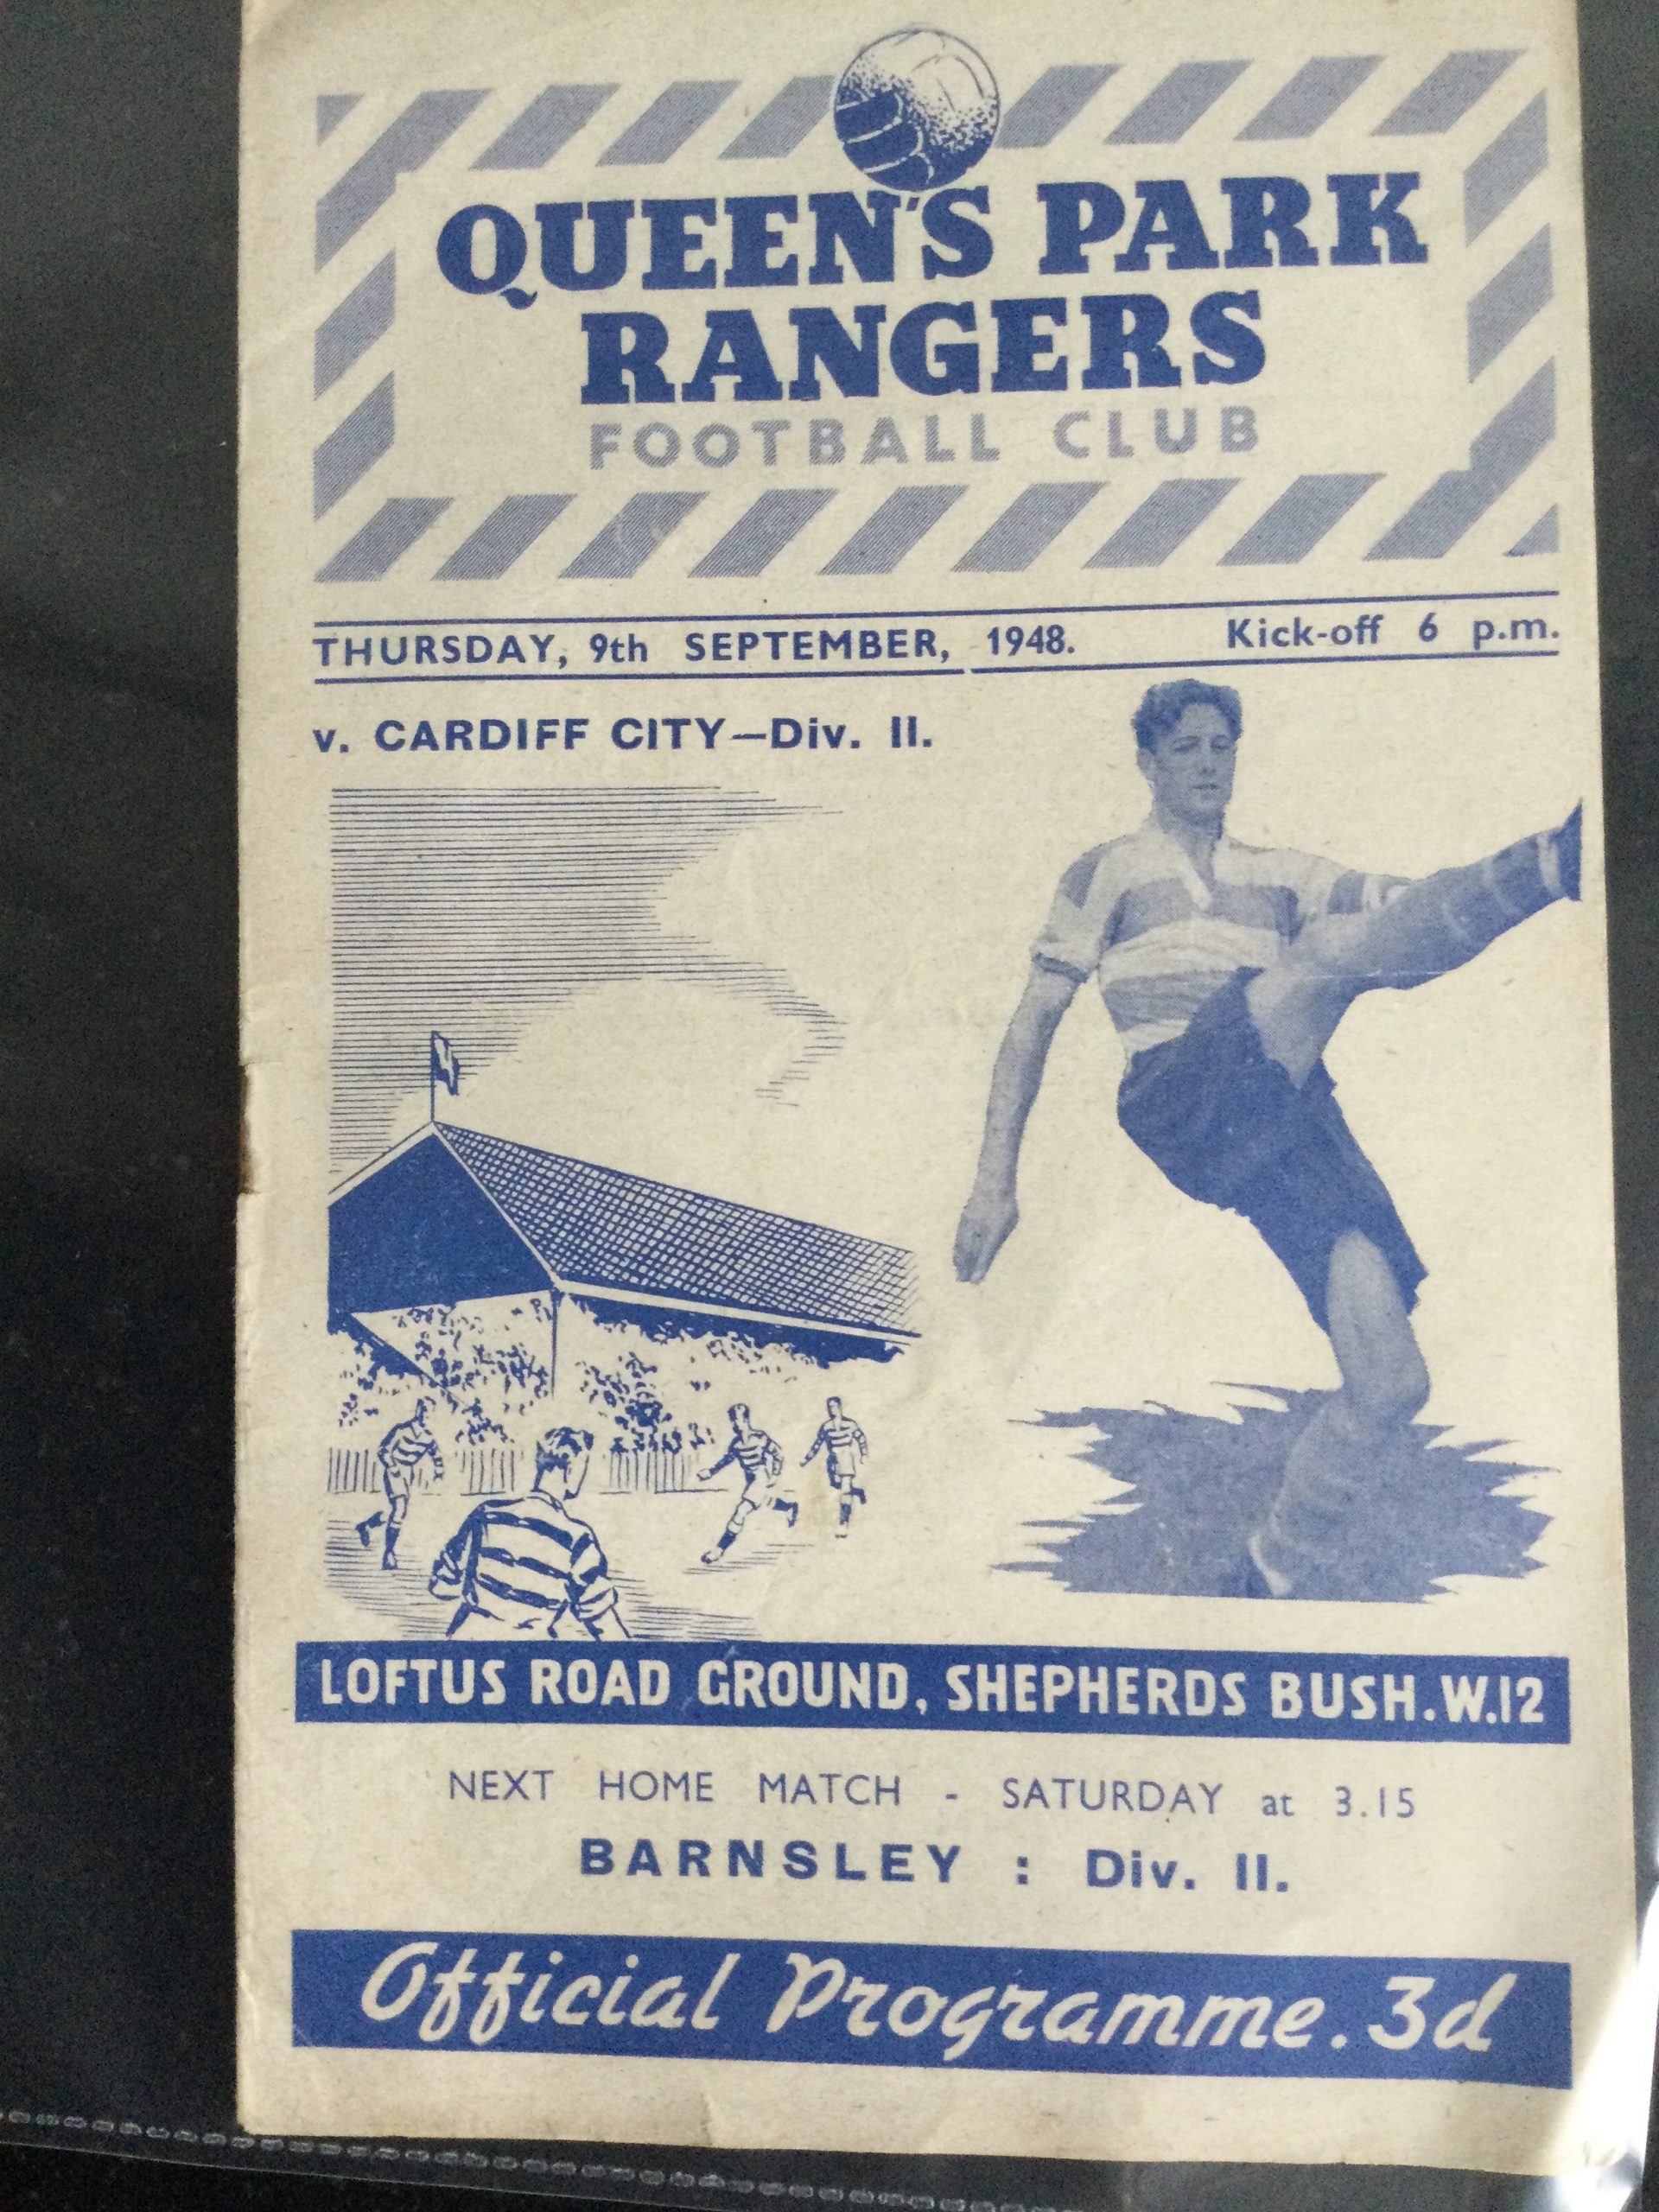 QUEEN'S PARK
RANGERS
FOOTBALL CLUB
THURSDAY, 9th SEPTEMBER, 1948. Kick-off 6 p.m.
v. CARDIFF CITY—Div. II.
LOFTUS ROAD GROUND, SHEPHERDS BUSH. W.12
NEXT HOME MATCH - SATURDAY at 3.15
BARNSLEY : Div. II.
Official Programme. 3d